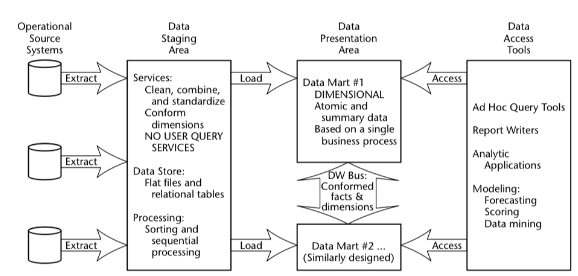 Operational
Source
Systems
Data
Staging
Area
Data
Presentation
Area
Data
Access
Tools
Extract
Extract
Extract
Services:
Clean, combine,
and standardize
Conform
dimensions
NO USER QUERY
SERVICES
Data Store:
Flat files and
relational tables
Processing:
Sorting and
sequential
processing
Load
Load
Data Mart #1
DIMENSIONAL
Atomic and
summary data
Based on a single
business process
DW Bus:
Conformed
facts &
dimensions
Data Mart #2 ...
(Similarly designed)
Access
Access
Ad Hoc Query Tools
Report Writers
Analytic
Applications
Modeling:
Forecasting
Scoring
Data mining